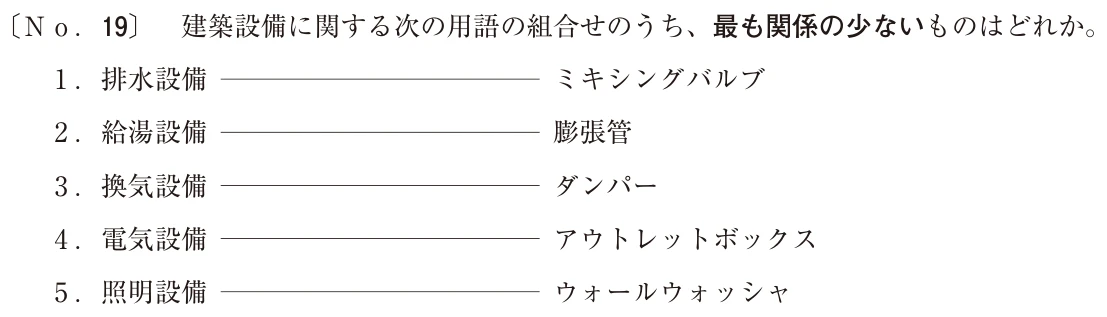 〔Ｎｏ．19〕　建築設備に関する次の用語の組合せのうち、最も関係の少ないものはどれか。
１．排水設備 ――――――――― ミキシングバルブ
２．給湯設備 ――――――――― 膨張管
３．換気設備 ――――――――― ダンパー
４．電気設備 ――――――――― アウトレットボックス
５．照明設備 ――――――――― ウォールウォッシャ